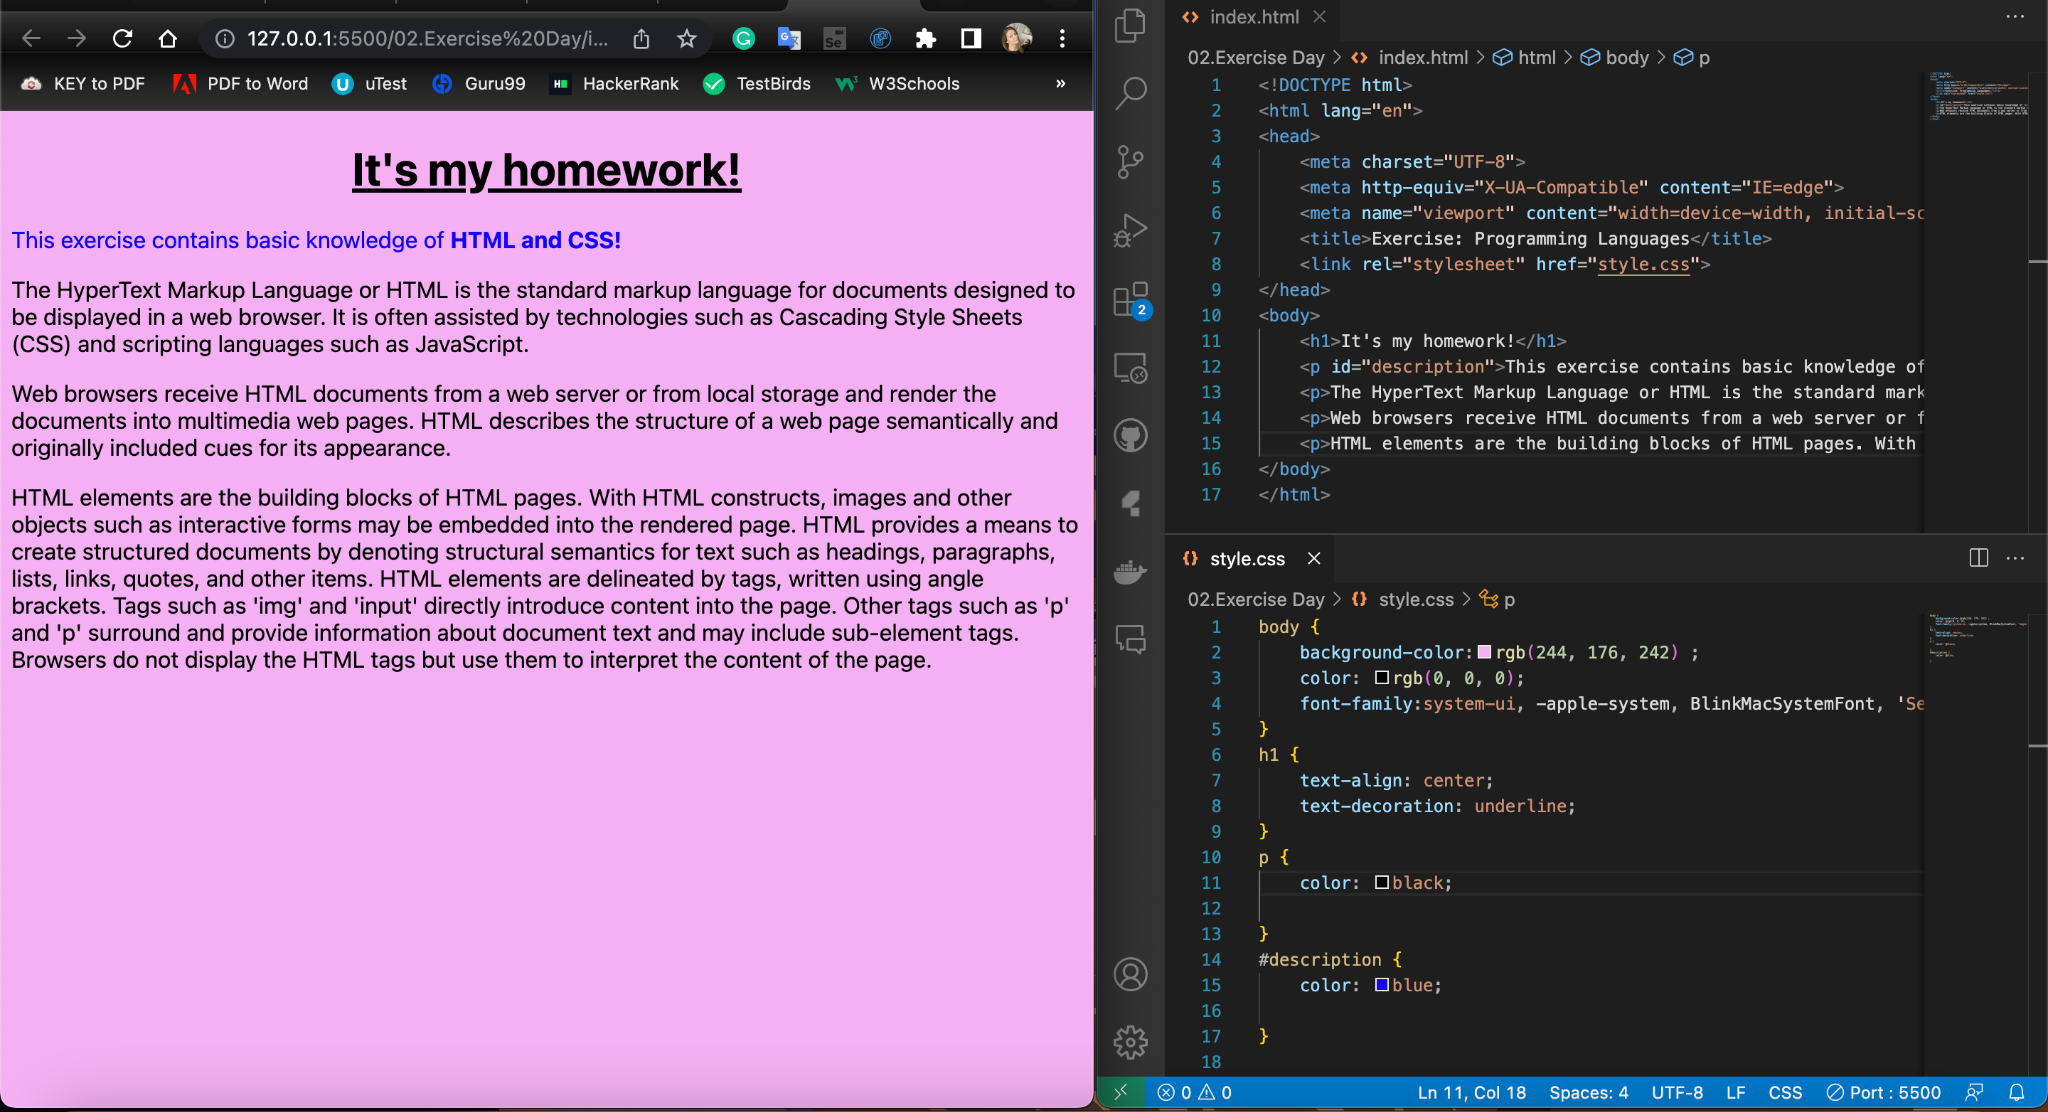 127.0.0.1:5500/02.Exercise%20Day/i...
KEY to PDF
PDF to Word
uTest
Guru99
HackerRank
TestBirds
W3Schools
»
It's my homework!
This exercise contains basic knowledge of HTML and CSS!
The HyperText Markup Language or HTML is the standard markup language for documents designed to
be displayed in a web browser. It is often assisted by technologies such as Cascading Style Sheets
(CSS) and scripting languages such as JavaScript.
Web browsers receive HTML documents from a web server or from local storage and render the
documents into multimedia web pages. HTML describes the structure of a web page semantically and
originally included cues for its appearance.
HTML elements are the building blocks of HTML pages. With HTML constructs, images and other
objects such as interactive forms may be embedded into the rendered page. HTML provides a means to
create structured documents by denoting structural semantics for text such as headings, paragraphs,
lists, links, quotes, and other items. HTML elements are delineated by tags, written using angle
brackets. Tags such as 'img' and 'input' directly introduce content into the page. Other tags such as 'p'
and 'p' surround and provide information about document text and may include sub-element tags.
Browsers do not display the HTML tags but use them to interpret the content of the page.
2
index.html
02.Exercise Day > index.html > html > body > p
1 <!DOCTYPE html>
2 <html lang="en">
3 <head>
4 <meta charset="UTF-8">
5 <meta http-equiv="X-UA-Compatible" content="IE=edge">
6 <meta name="viewport" content="width=device-width, initial-sc
7 <title>Exercise: Programming Languages</title>
8 <link rel="stylesheet" href="style.css">
9 </head>
10 <body>
11 <h1>It's my homework!</h1>
12 <p id="description">This exercise contains basic knowledge of
13 <p>The HyperText Markup Language or HTML is the standard mark
14 <p>Web browsers receive HTML documents from a web server or f
15 <p>HTML elements are the building blocks of HTML pages. With
16 </body>
17 </html>
style.css
02.Exercise Day > style.css > p
1 body {
2 background-color: rgb(244, 176, 242) ;
3 color: rgb(0, 0, 0);
4 font-family:system-ui, -apple-system, BlinkMacSystemFont, 'Se
5 }
6 h1 {
7 text-align: center;
8 text-decoration: underline;
9 }
10 p {
11 color: black;
12
13 }
14 #description {
15 color: blue;
16
17 }
18
0 0
Ln 11, Col 18
Spaces: 4
UTF-8
LF
CSS
Port : 5500